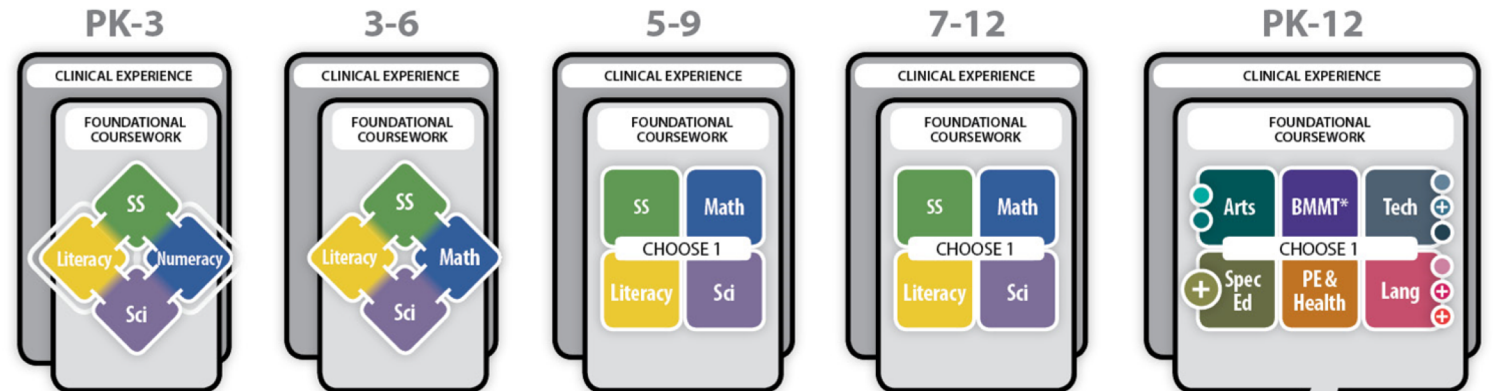 PK-3
CLINICAL EXPERIENCE
FOUNDATIONAL
COURSEWORK
SS
Literacy
Numeracy
Sci
3-6
CLINICAL EXPERIENCE
FOUNDATIONAL
COURSEWORK
SS
Literacy
Math
Sci
5-9
CLINICAL EXPERIENCE
FOUNDATIONAL
COURSEWORK
SS
Math
CHOOSE 1
Literacy
Sci
7-12
CLINICAL EXPERIENCE
FOUNDATIONAL
COURSEWORK
SS
Math
CHOOSE 1
Literacy
Sci
PK-12
CLINICAL EXPERIENCE
FOUNDATIONAL
COURSEWORK
Arts
BMMT*
Tech
+
CHOOSE 1
+
Spec
Ed
PE &
Health
Lang
+
+